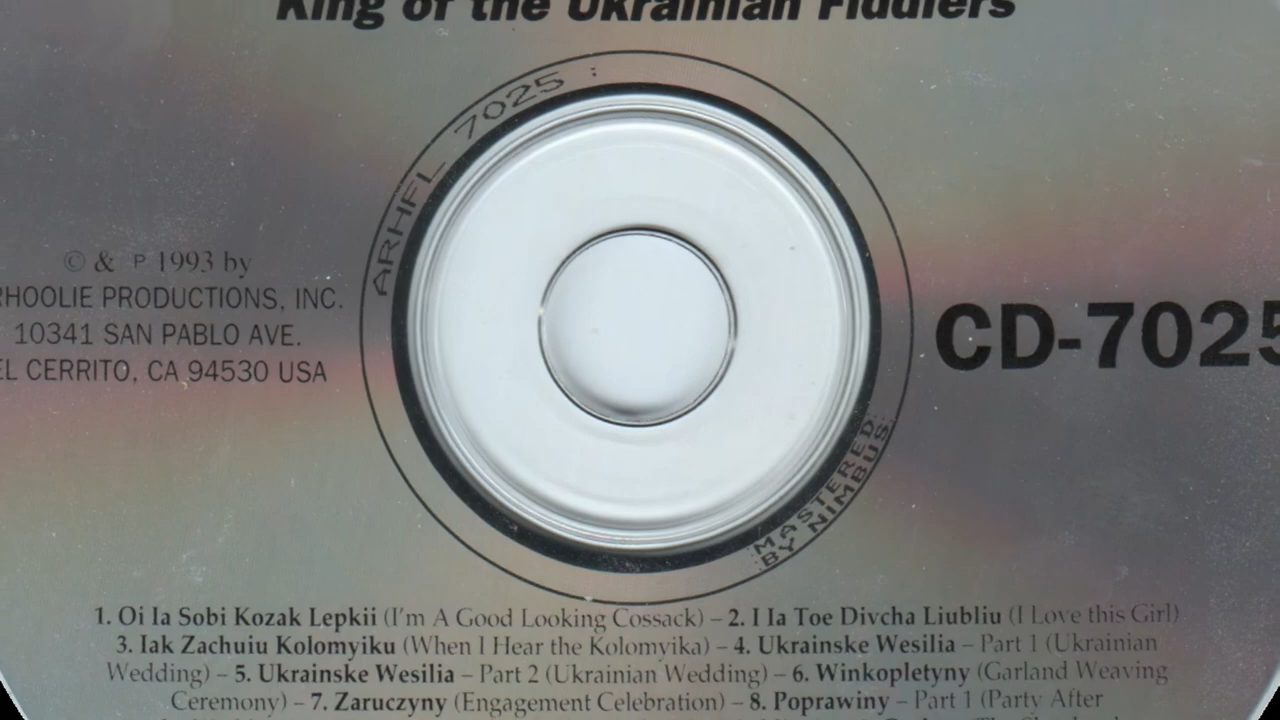 King of the Ukrainian Fiddlers
ARHFL 7025 :
© & P 1993 by
RHOOLIE PRODUCTIONS, INC.
10341 SAN PABLO AVE.
EL CERRITO, CA 94530 USA
CD-7025
MASTERED
BY NIMBUS
1. Oi Ia Sobi Kozak Lepkii (I'm A Good Looking Cossack) – 2. I Ia Toe Divcha Liubliu (I Love this Girl)
3. Iak Zachuiu Kolomyiku (When I Hear the Kolomyika) – 4. Ukrainske Wesilia – Part 1 (Ukrainian
Wedding) – 5. Ukrainske Wesilia – Part 2 (Ukrainian Wedding) – 6. Winkopletyny (Garland Weaving
Ceremony) – 7. Zaruczyny (Engagement Celebration) – 8. Poprawiny – Part 1 (Party After